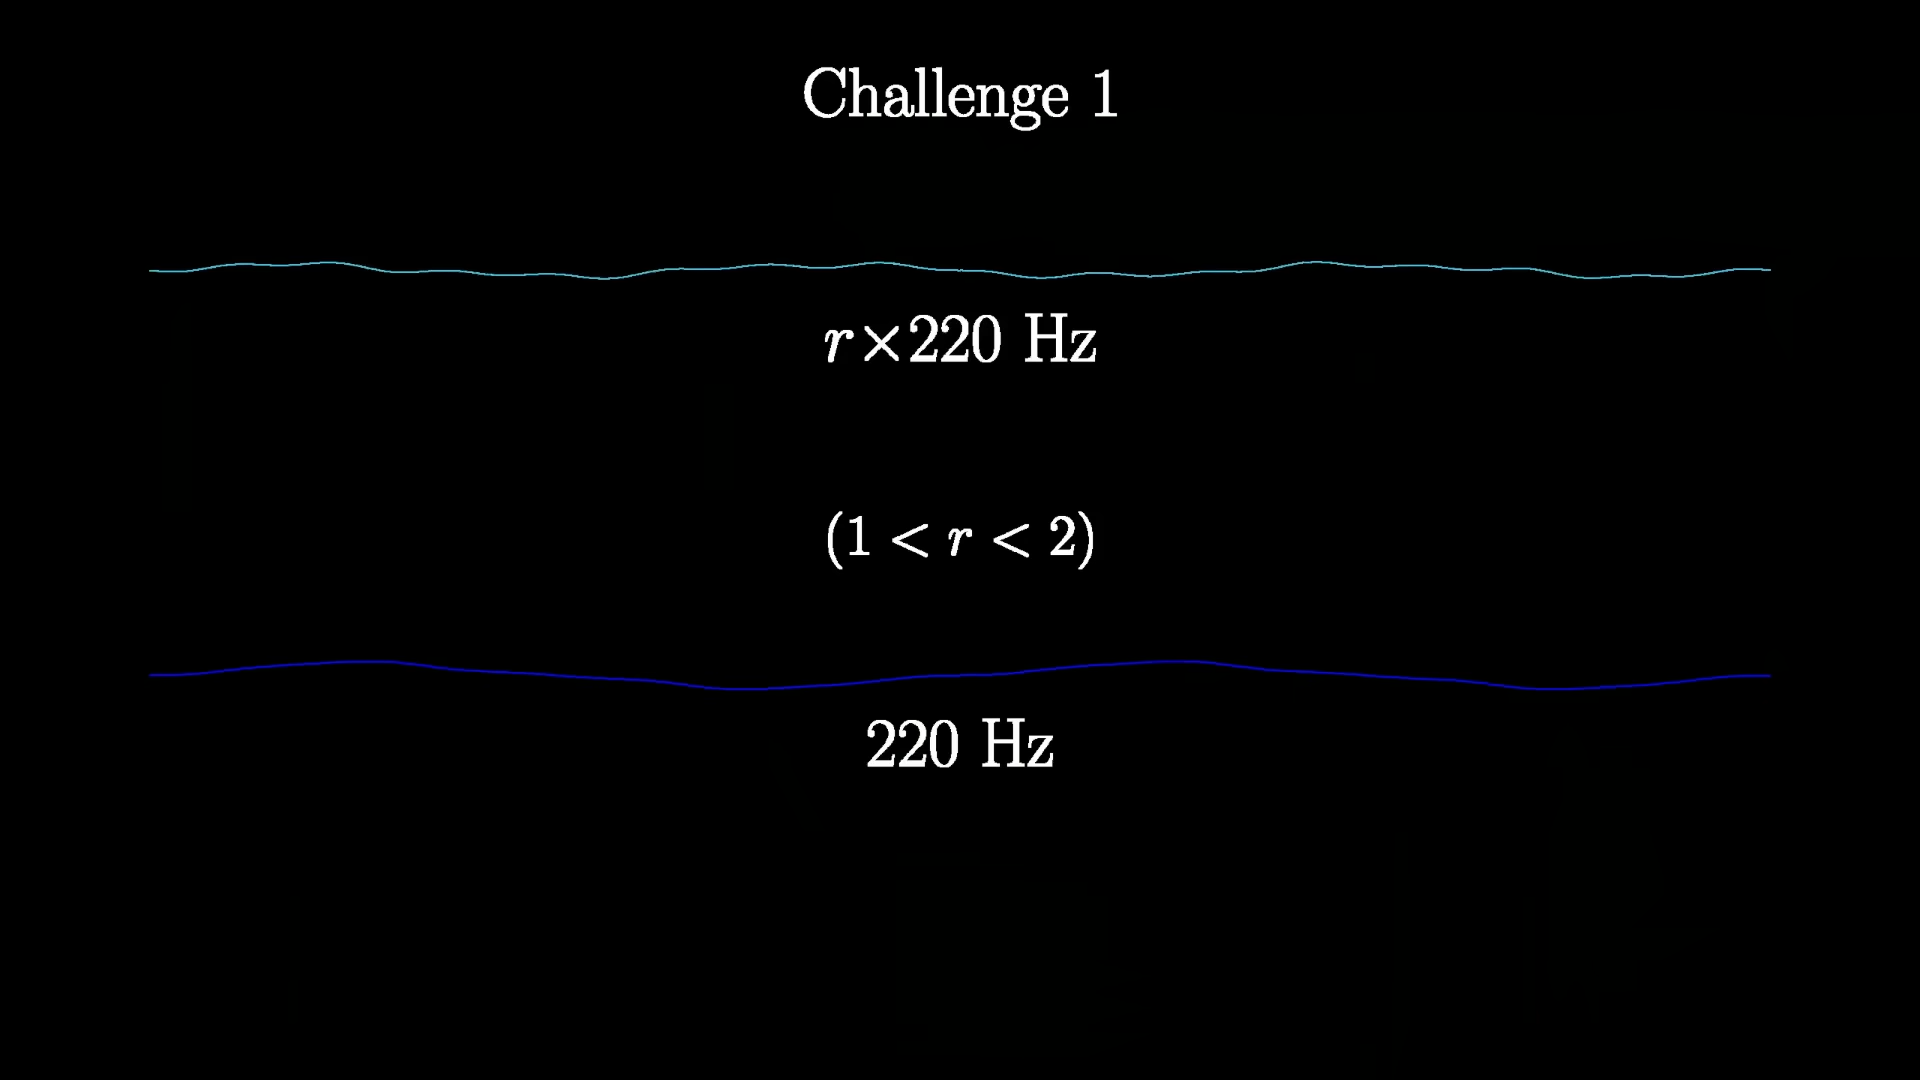 Challenge 1
r×220 Hz
(1 < r < 2)
220 Hz